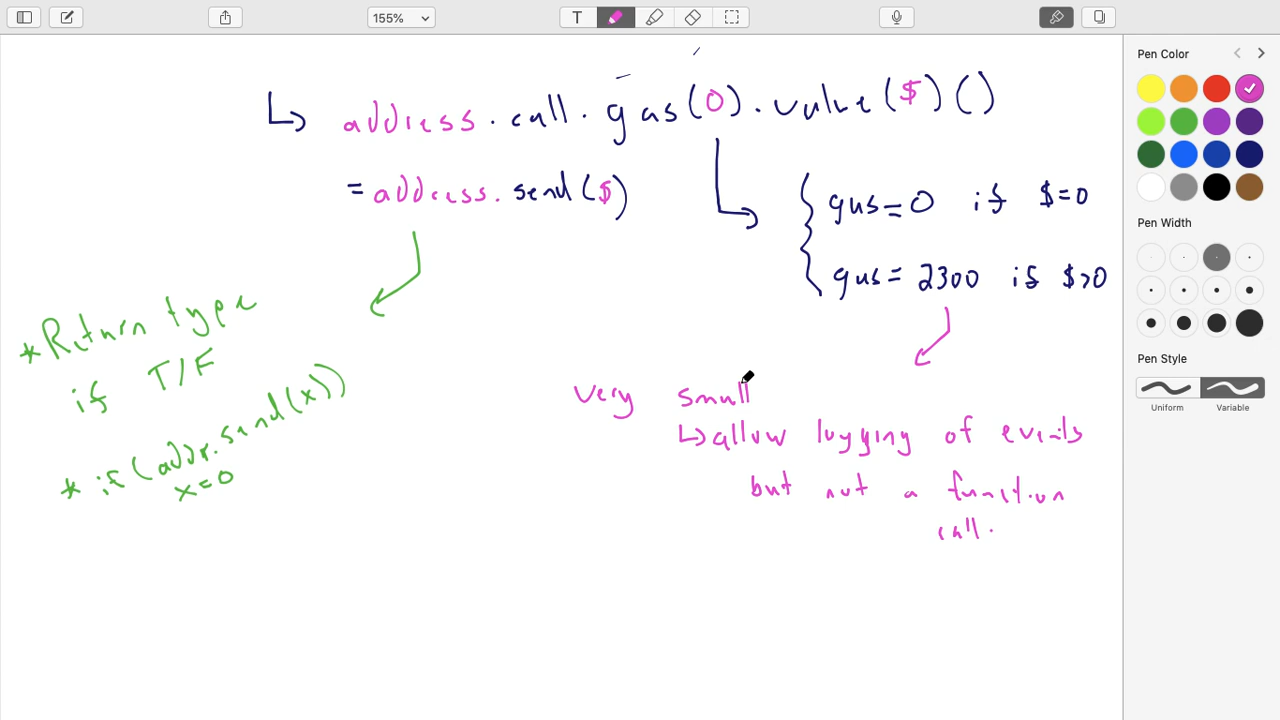 155%
T
↳ address.call.gas(0).value($)()
= address.send($)
gas=0 if $=0
gas=2300 if $>0
* Return type
if T/F
* if (addr.send(x))
x=0
very small
↳allow logging of events
but not a function
call.
Pen Color
Pen Width
Pen Style
Uniform
Variable